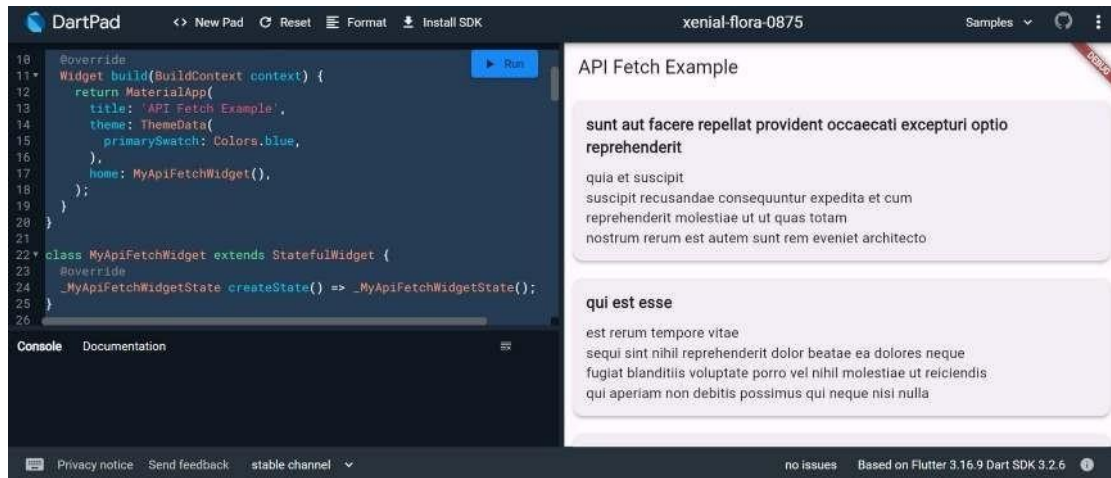 DartPad
<> New Pad
Reset
Format
Install SDK
xenial-flora-0875
Samples
10 @override
11 Widget build(BuildContext context) {
12 return MaterialApp(
13 title: 'API Fetch Example',
14 theme: ThemeData(
15 primarySwatch: Colors.blue,
16 ),
17 home: MyApiFetchWidget(),
18 );
19 }
20 }
21
22 class MyApiFetchWidget extends StatefulWidget {
23 @override
24 _MyApiFetchWidgetState createState() => _MyApiFetchWidgetState();
25 }
26
Run
Console
Documentation
API Fetch Example
DEBUG
sunt aut facere repellat provident occaecati excepturi optio
reprehenderit
quia et suscipit
suscipit recusandae consequuntur expedita et cum
reprehenderit molestiae ut ut quas totam
nostrum rerum est autem sunt rem eveniet architecto
qui est esse
est rerum tempore vitae
sequi sint nihil reprehenderit dolor beatae ea dolores neque
fugiat blanditiis voluptate porro vel nihil molestiae ut reiciendis
qui aperiam non debitis possimus qui neque nisi nulla
Privacy notice
Send feedback
stable channel
no issues
Based on Flutter 3.16.9 Dart SDK 3.2.6